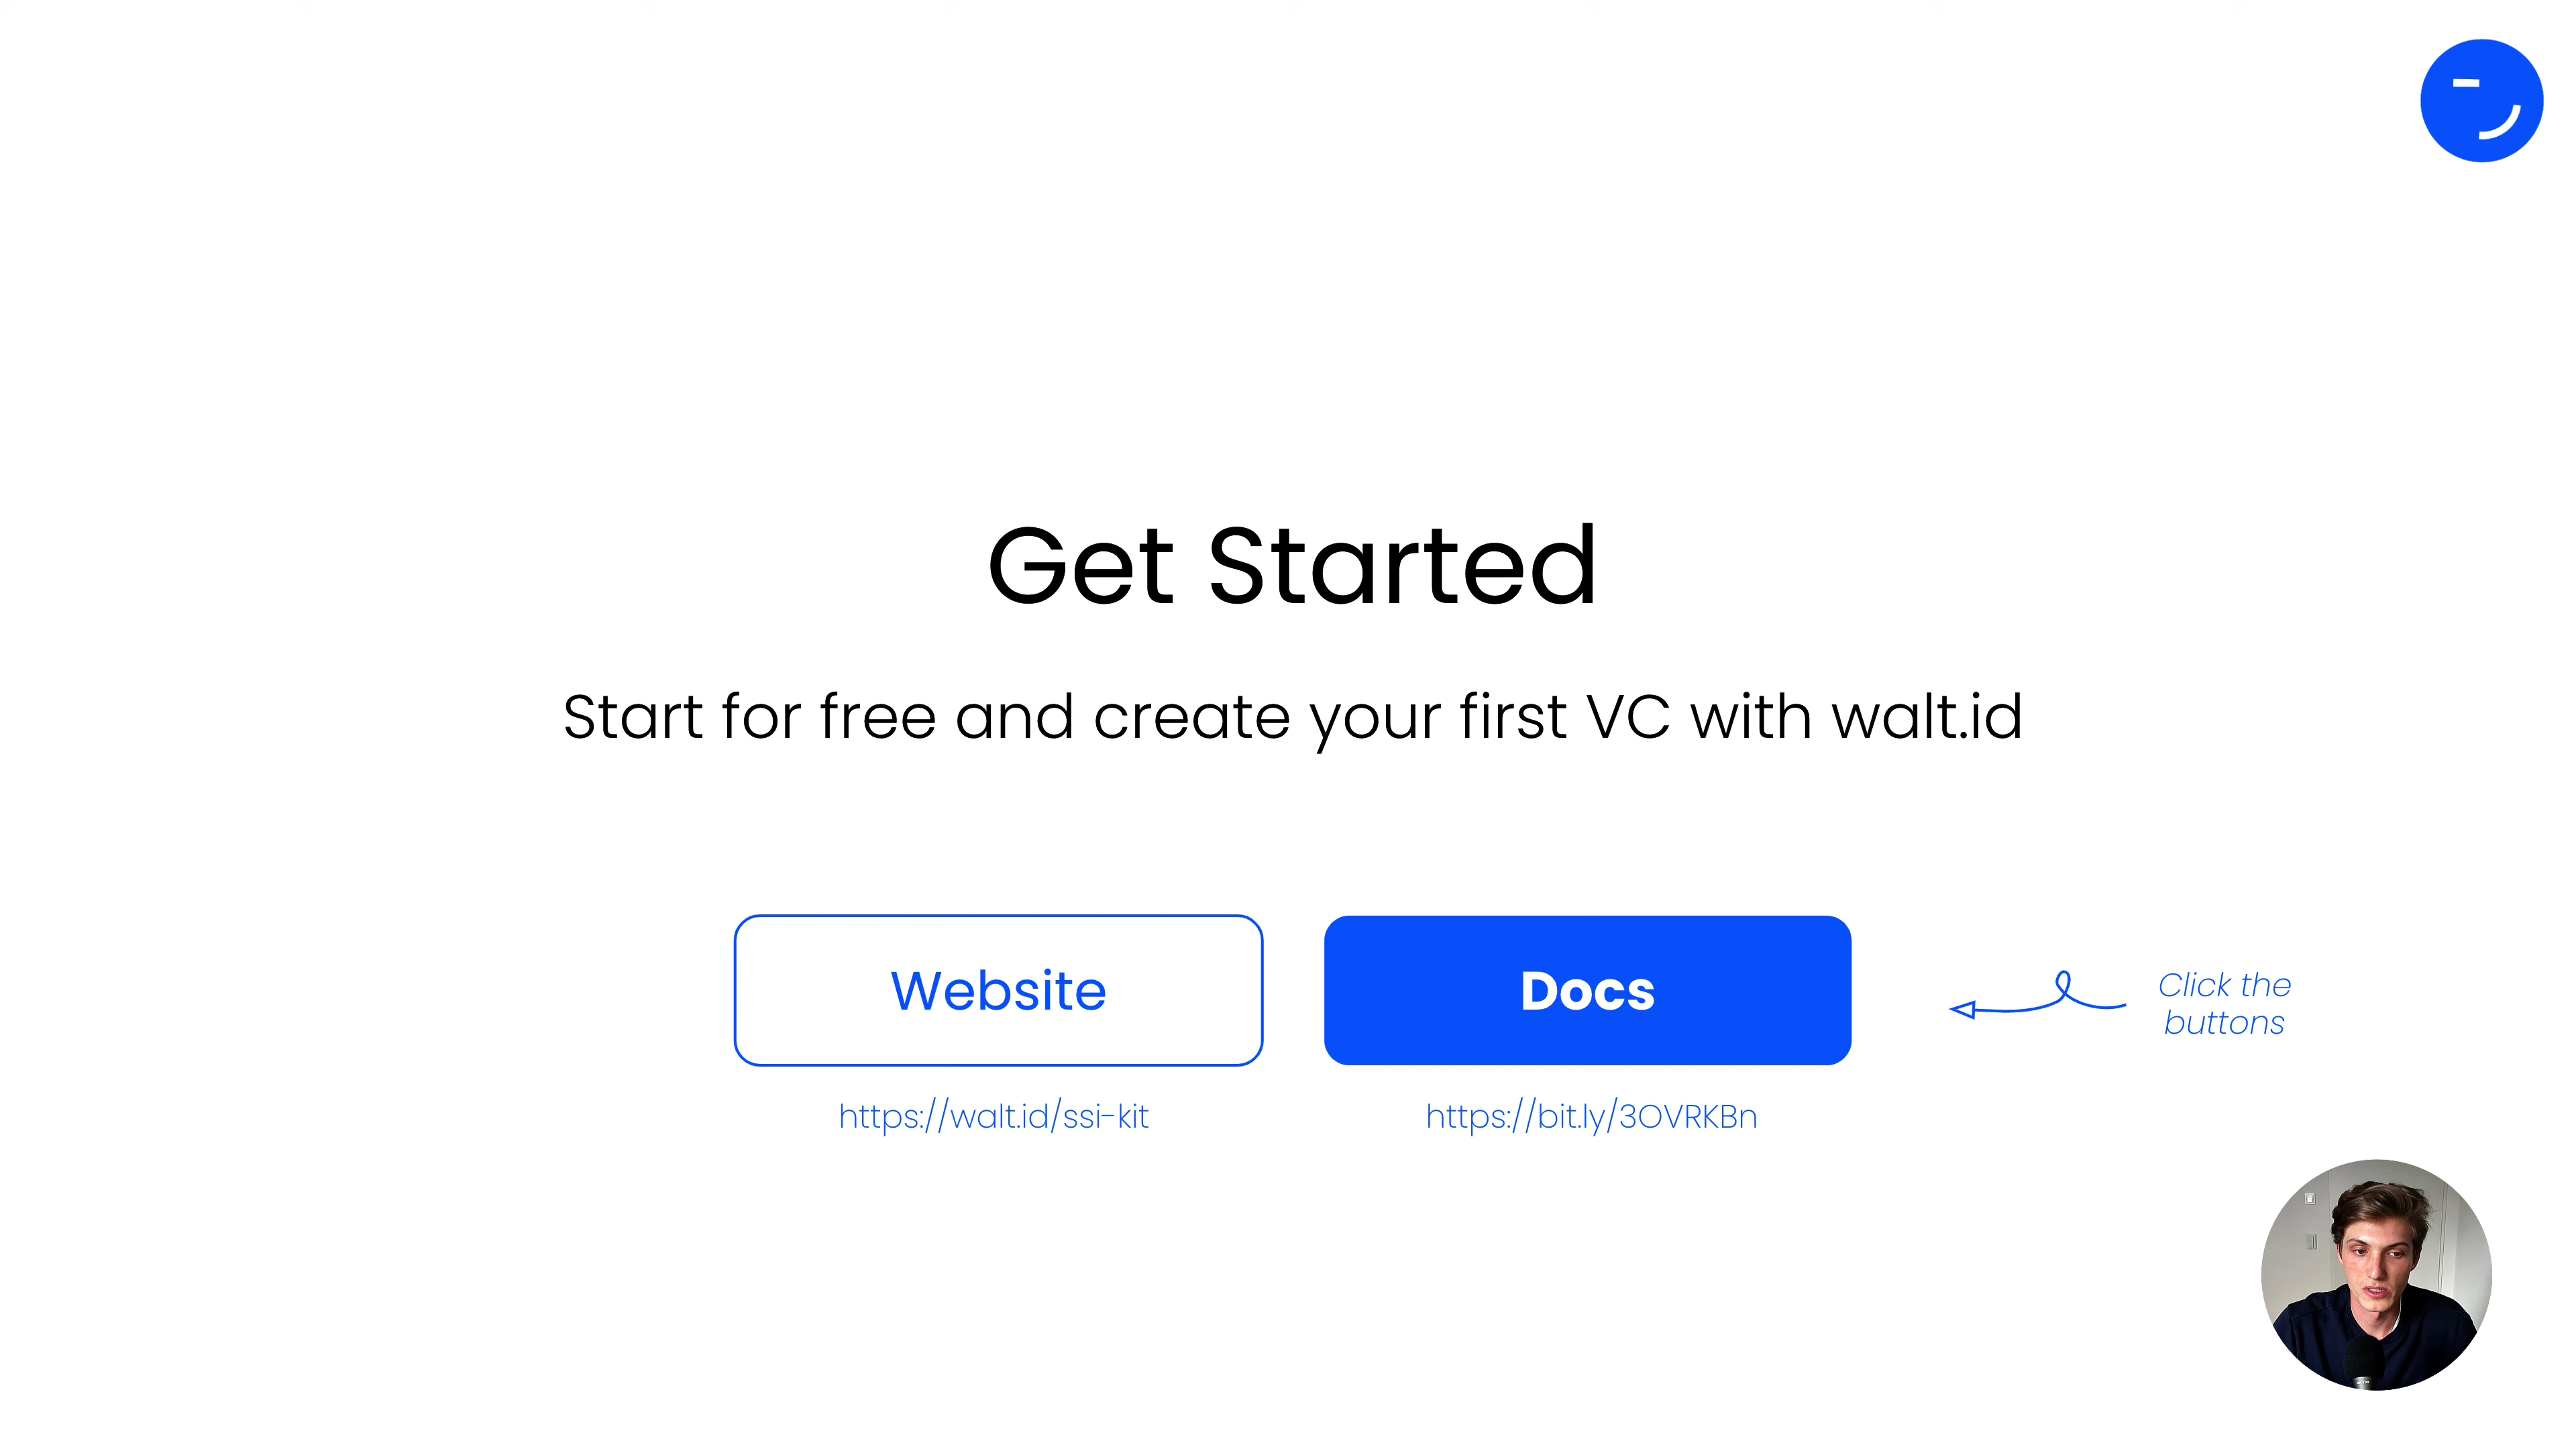 Get Started
Start for free and create your first VC with walt.id
Website
Docs
Click the
buttons
https://walt.id/ssi-kit
https://bit.ly/3OVRKBn